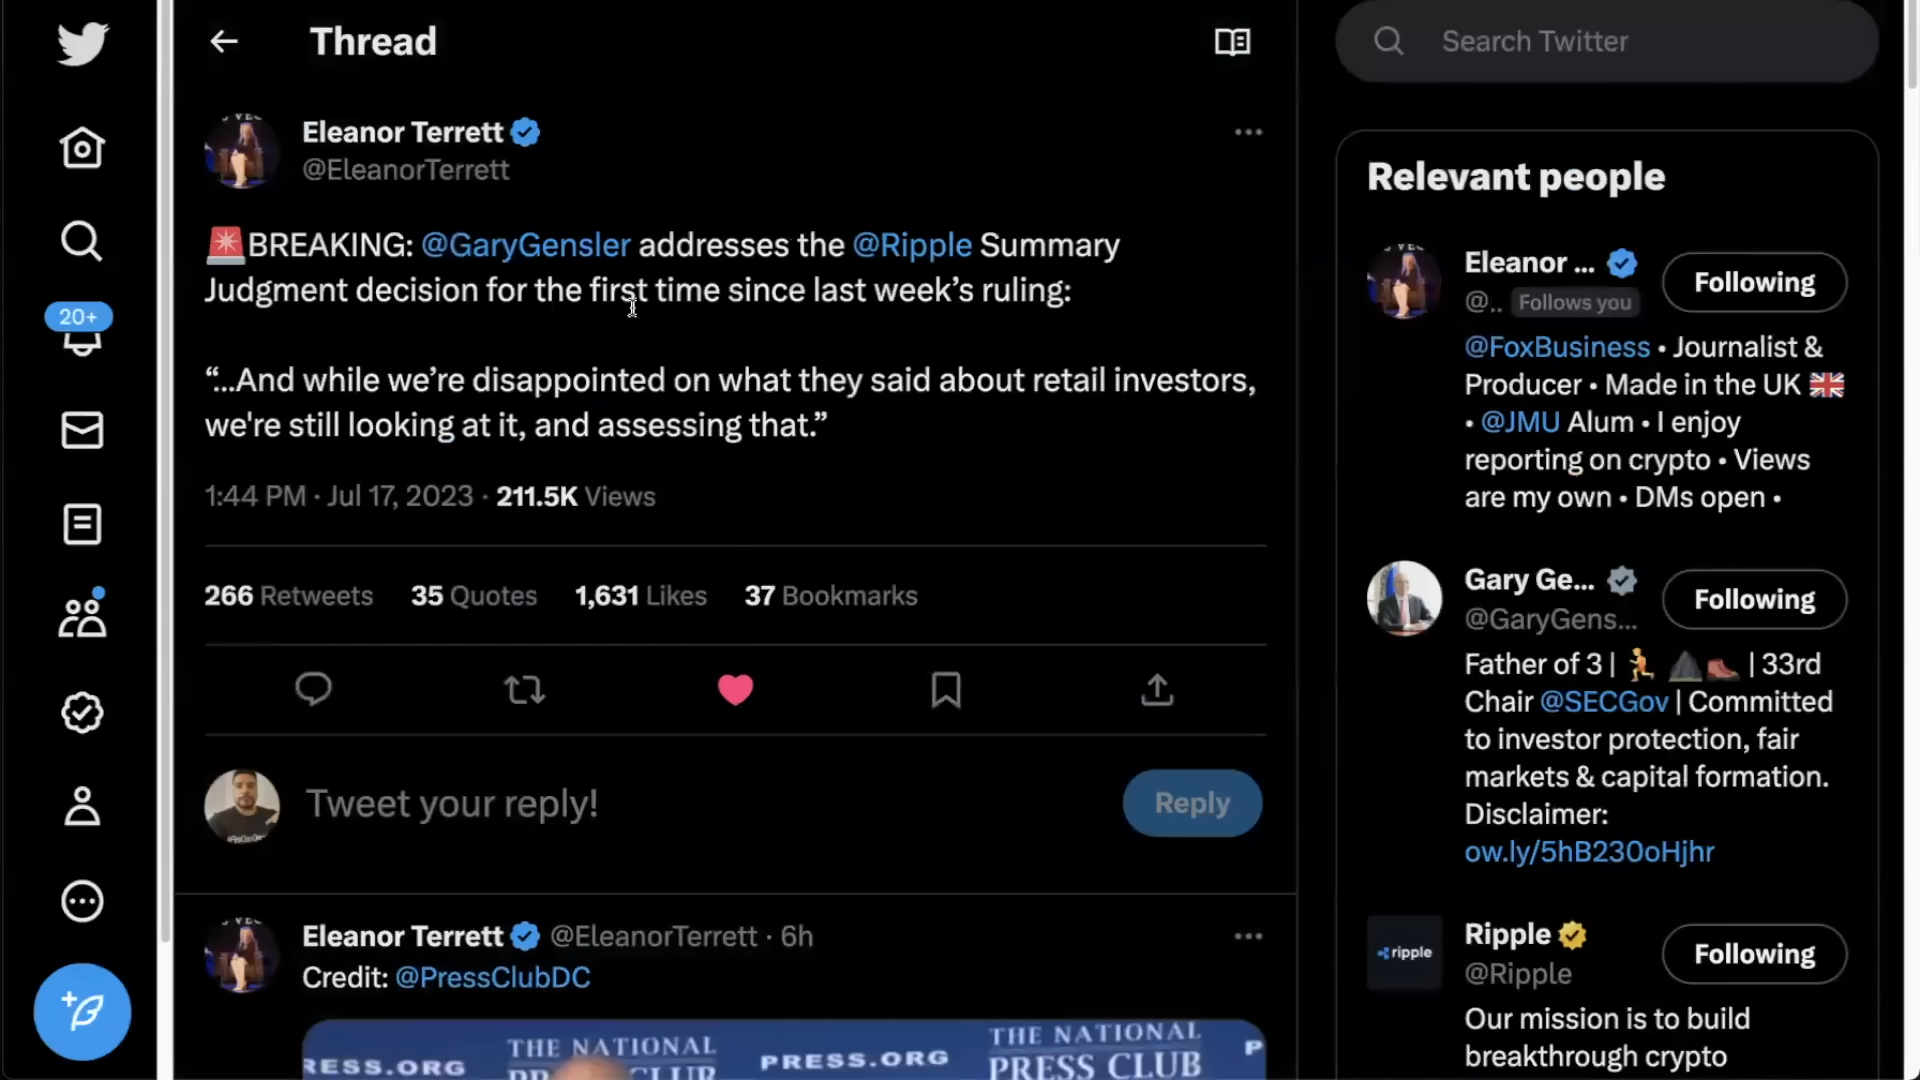 Thread
Search Twitter
Eleanor Terrett
@EleanorTerrett
BREAKING: @GaryGensler addresses the @Ripple Summary
Judgment decision for the first time since last week’s ruling:
“...And while we’re disappointed on what they said about retail investors,
we're still looking at it, and assessing that.”
1:44 PM · Jul 17, 2023 · 211.5K Views
266 Retweets 35 Quotes 1,631 Likes 37 Bookmarks
Tweet your reply!
Reply
Eleanor Terrett @EleanorTerrett · 6h
Credit: @PressClubDC
THE NATIONAL
PRESS CLUB
PRESS.ORG
THE NATIONAL
PRESS CLUB
20+
Relevant people
Eleanor ...
Following
@.. Follows you
@FoxBusiness • Journalist &
Producer • Made in the UK
• @JMU Alum • I enjoy
reporting on crypto • Views
are my own • DMs open •
Gary Ge...
Following
@GaryGens...
Father of 3 | | 33rd
Chair @SECGov | Committed
to investor protection, fair
markets & capital formation.
Disclaimer:
ow.ly/5hB230oHjhr
ripple
Ripple
Following
@Ripple
Our mission is to build
breakthrough crypto